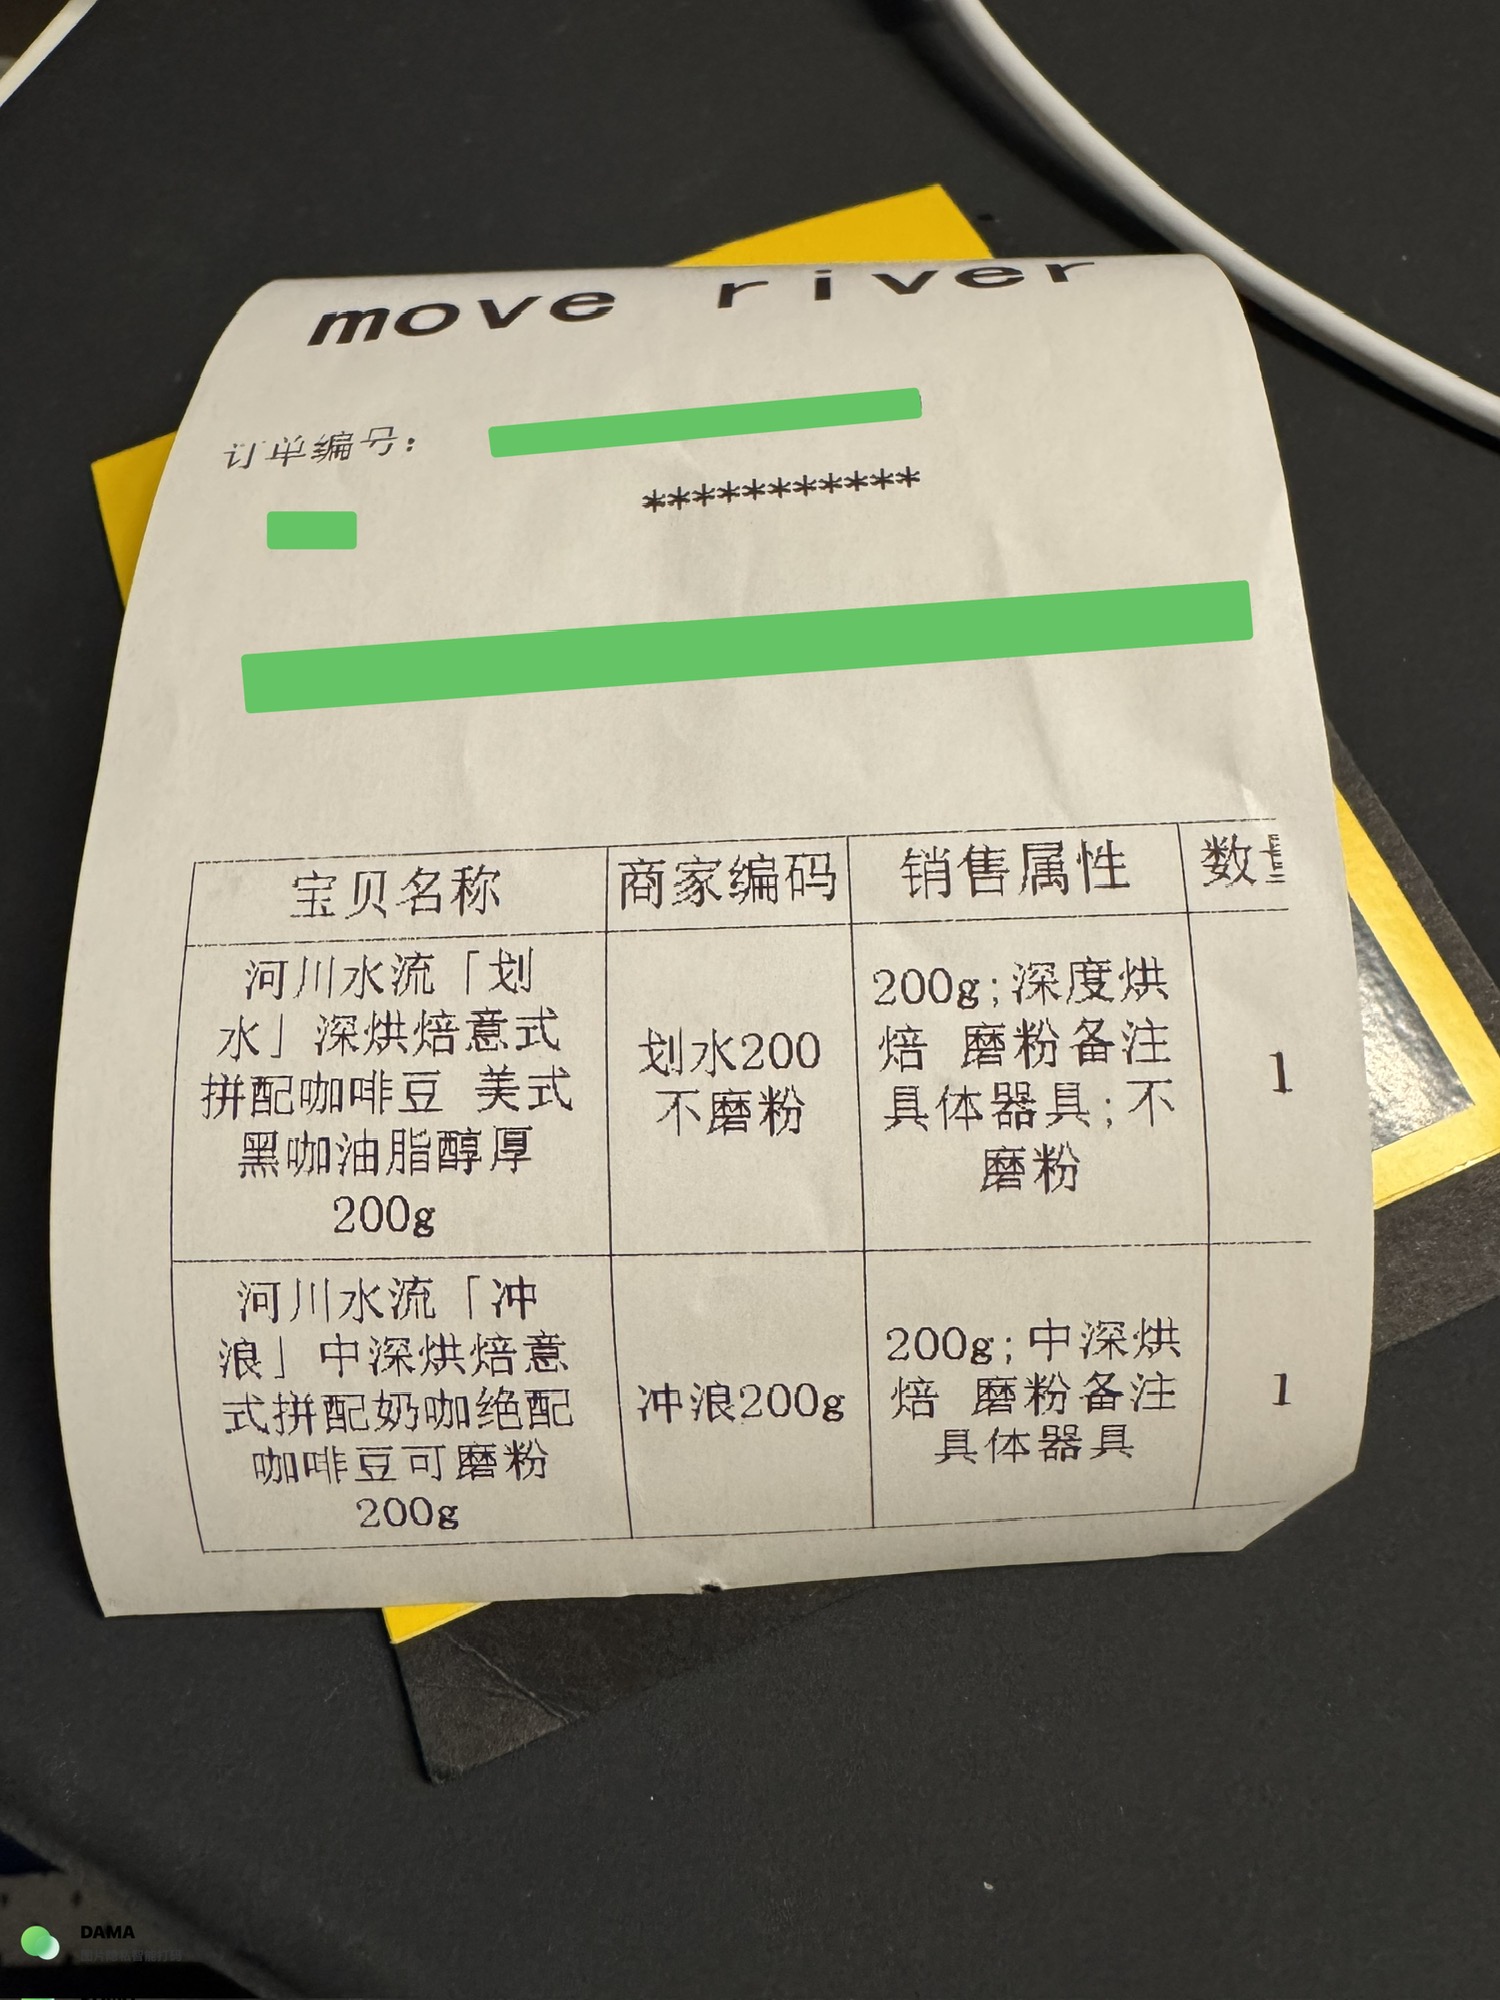 move river
订单编号：
***********
宝贝名称 商家编码 销售属性 数量
河川水流「划
水」深烘焙意式
拼配咖啡豆 美式
黑咖油脂醇厚
200g
划水200
不磨粉
200g;深度烘
焙 磨粉备注
具体器具;不
磨粉
1
河川水流「冲
浪」中深烘焙意
式拼配奶咖绝配
咖啡豆可磨粉
200g
冲浪200g
200g;中深烘
焙 磨粉备注
具体器具
1
DAMA